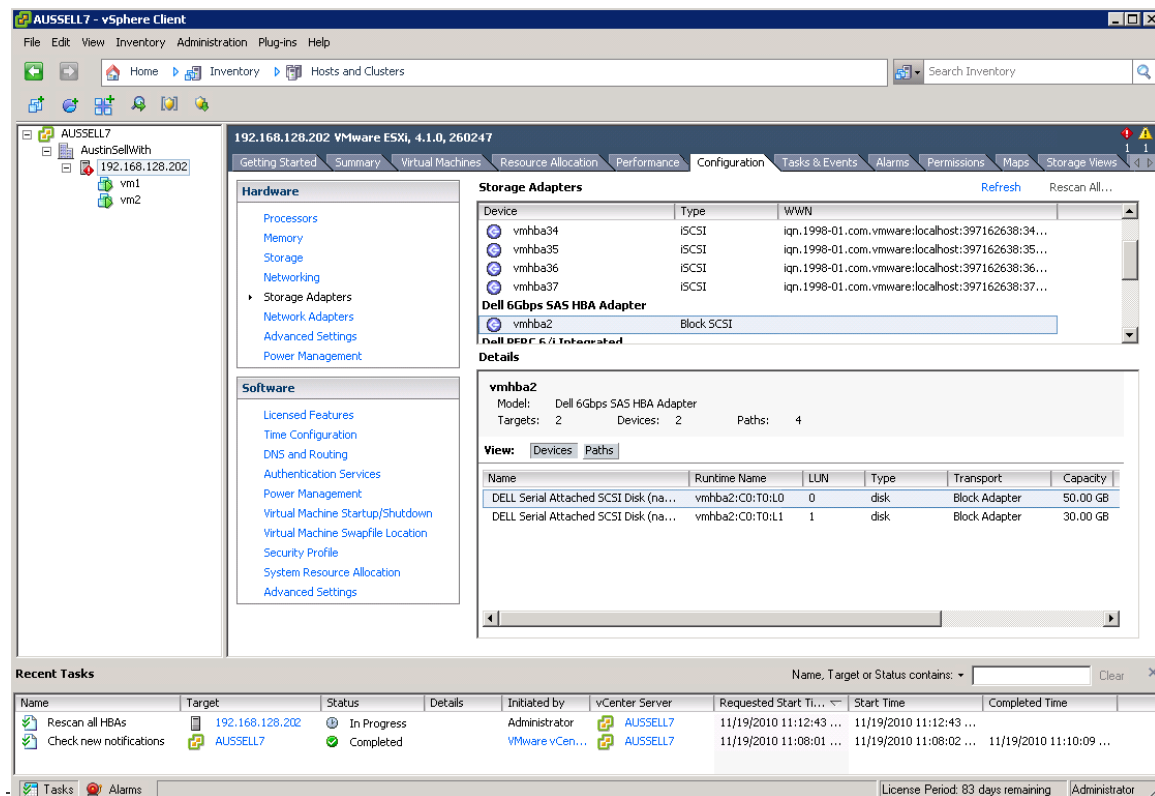 AUSSELL7 - vSphere Client
File Edit View Inventory Administration Plug-ins Help
Home Inventory Hosts and Clusters
Search Inventory
AUSSELL7
AustinSellWith
192.168.128.202
vm1
vm2
192.168.128.202 VMware ESXi, 4.1.0, 260247
1 1
Getting Started Summary Virtual Machines Resource Allocation Performance Configuration Tasks & Events Alarms Permissions Maps Storage Views
Hardware
Processors
Memory
Storage
Networking
Storage Adapters
Network Adapters
Advanced Settings
Power Management
Software
Licensed Features
Time Configuration
DNS and Routing
Authentication Services
Power Management
Virtual Machine Startup/Shutdown
Virtual Machine Swapfile Location
Security Profile
System Resource Allocation
Advanced Settings
Storage Adapters Refresh Rescan All...
Device Type WWN
vmhba34 iSCSI iqn.1998-01.com.vmware:localhost:397162638:34...
vmhba35 iSCSI iqn.1998-01.com.vmware:localhost:397162638:35...
vmhba36 iSCSI iqn.1998-01.com.vmware:localhost:397162638:36...
vmhba37 iSCSI iqn.1998-01.com.vmware:localhost:397162638:37...
Dell 6Gbps SAS HBA Adapter
vmhba2 Block SCSI
Dell PERC 6/i Integrated
Details
vmhba2
Model: Dell 6Gbps SAS HBA Adapter
Targets: 2 Devices: 2 Paths: 4
View: Devices Paths
Name Runtime Name LUN Type Transport Capacity
DELL Serial Attached SCSI Disk (na... vmhba2:C0:T0:L0 0 disk Block Adapter 50.00 GB
DELL Serial Attached SCSI Disk (na... vmhba2:C0:T0:L1 1 disk Block Adapter 30.00 GB
Recent Tasks Name, Target or Status contains: Clear
Name Target Status Details Initiated by vCenter Server Requested Start Ti... Start Time Completed Time
Rescan all HBAs 192.168.128.202 In Progress Administrator AUSSELL7 11/19/2010 11:12:43 ... 11/19/2010 11:12:43 ...
Check new notifications AUSSELL7 Completed VMware vCen... AUSSELL7 11/19/2010 11:08:01 ... 11/19/2010 11:08:02 ... 11/19/2010 11:10:09 ...
Tasks Alarms License Period: 83 days remaining Administrator